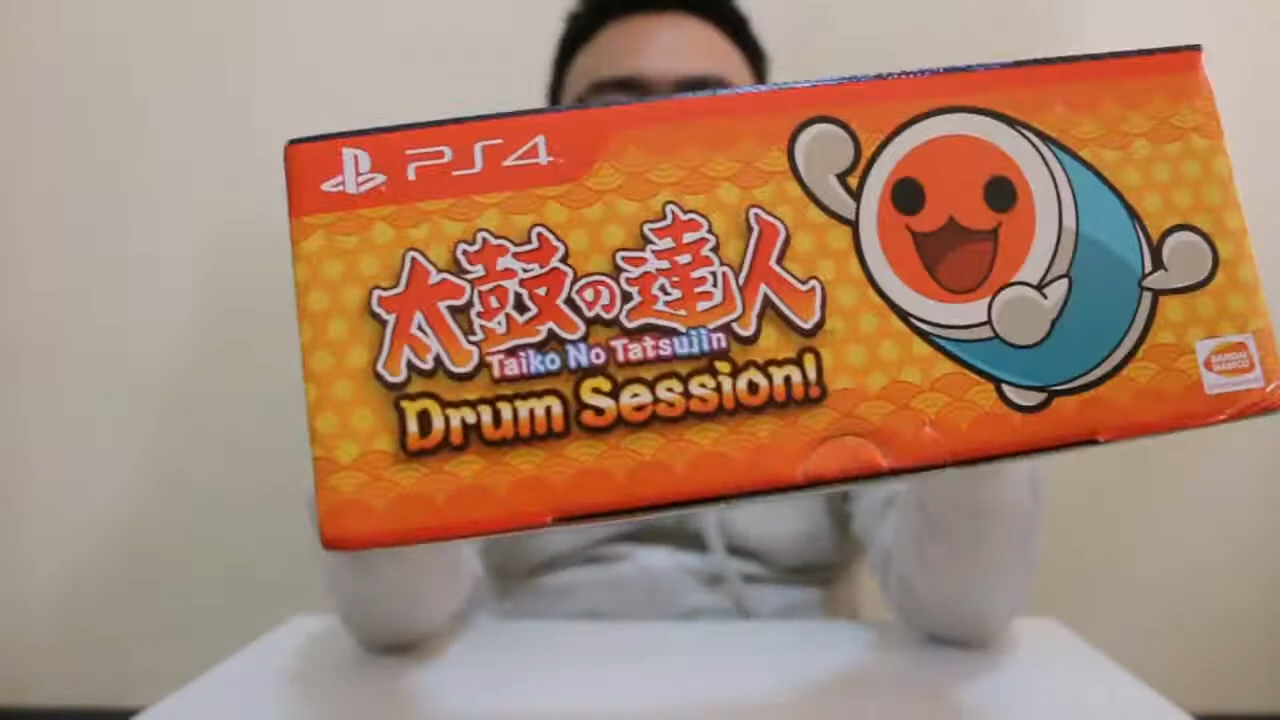 PS4
太鼓の達人
Taiko No Tatsujin
Drum Session!
BANDAI
NAMCO